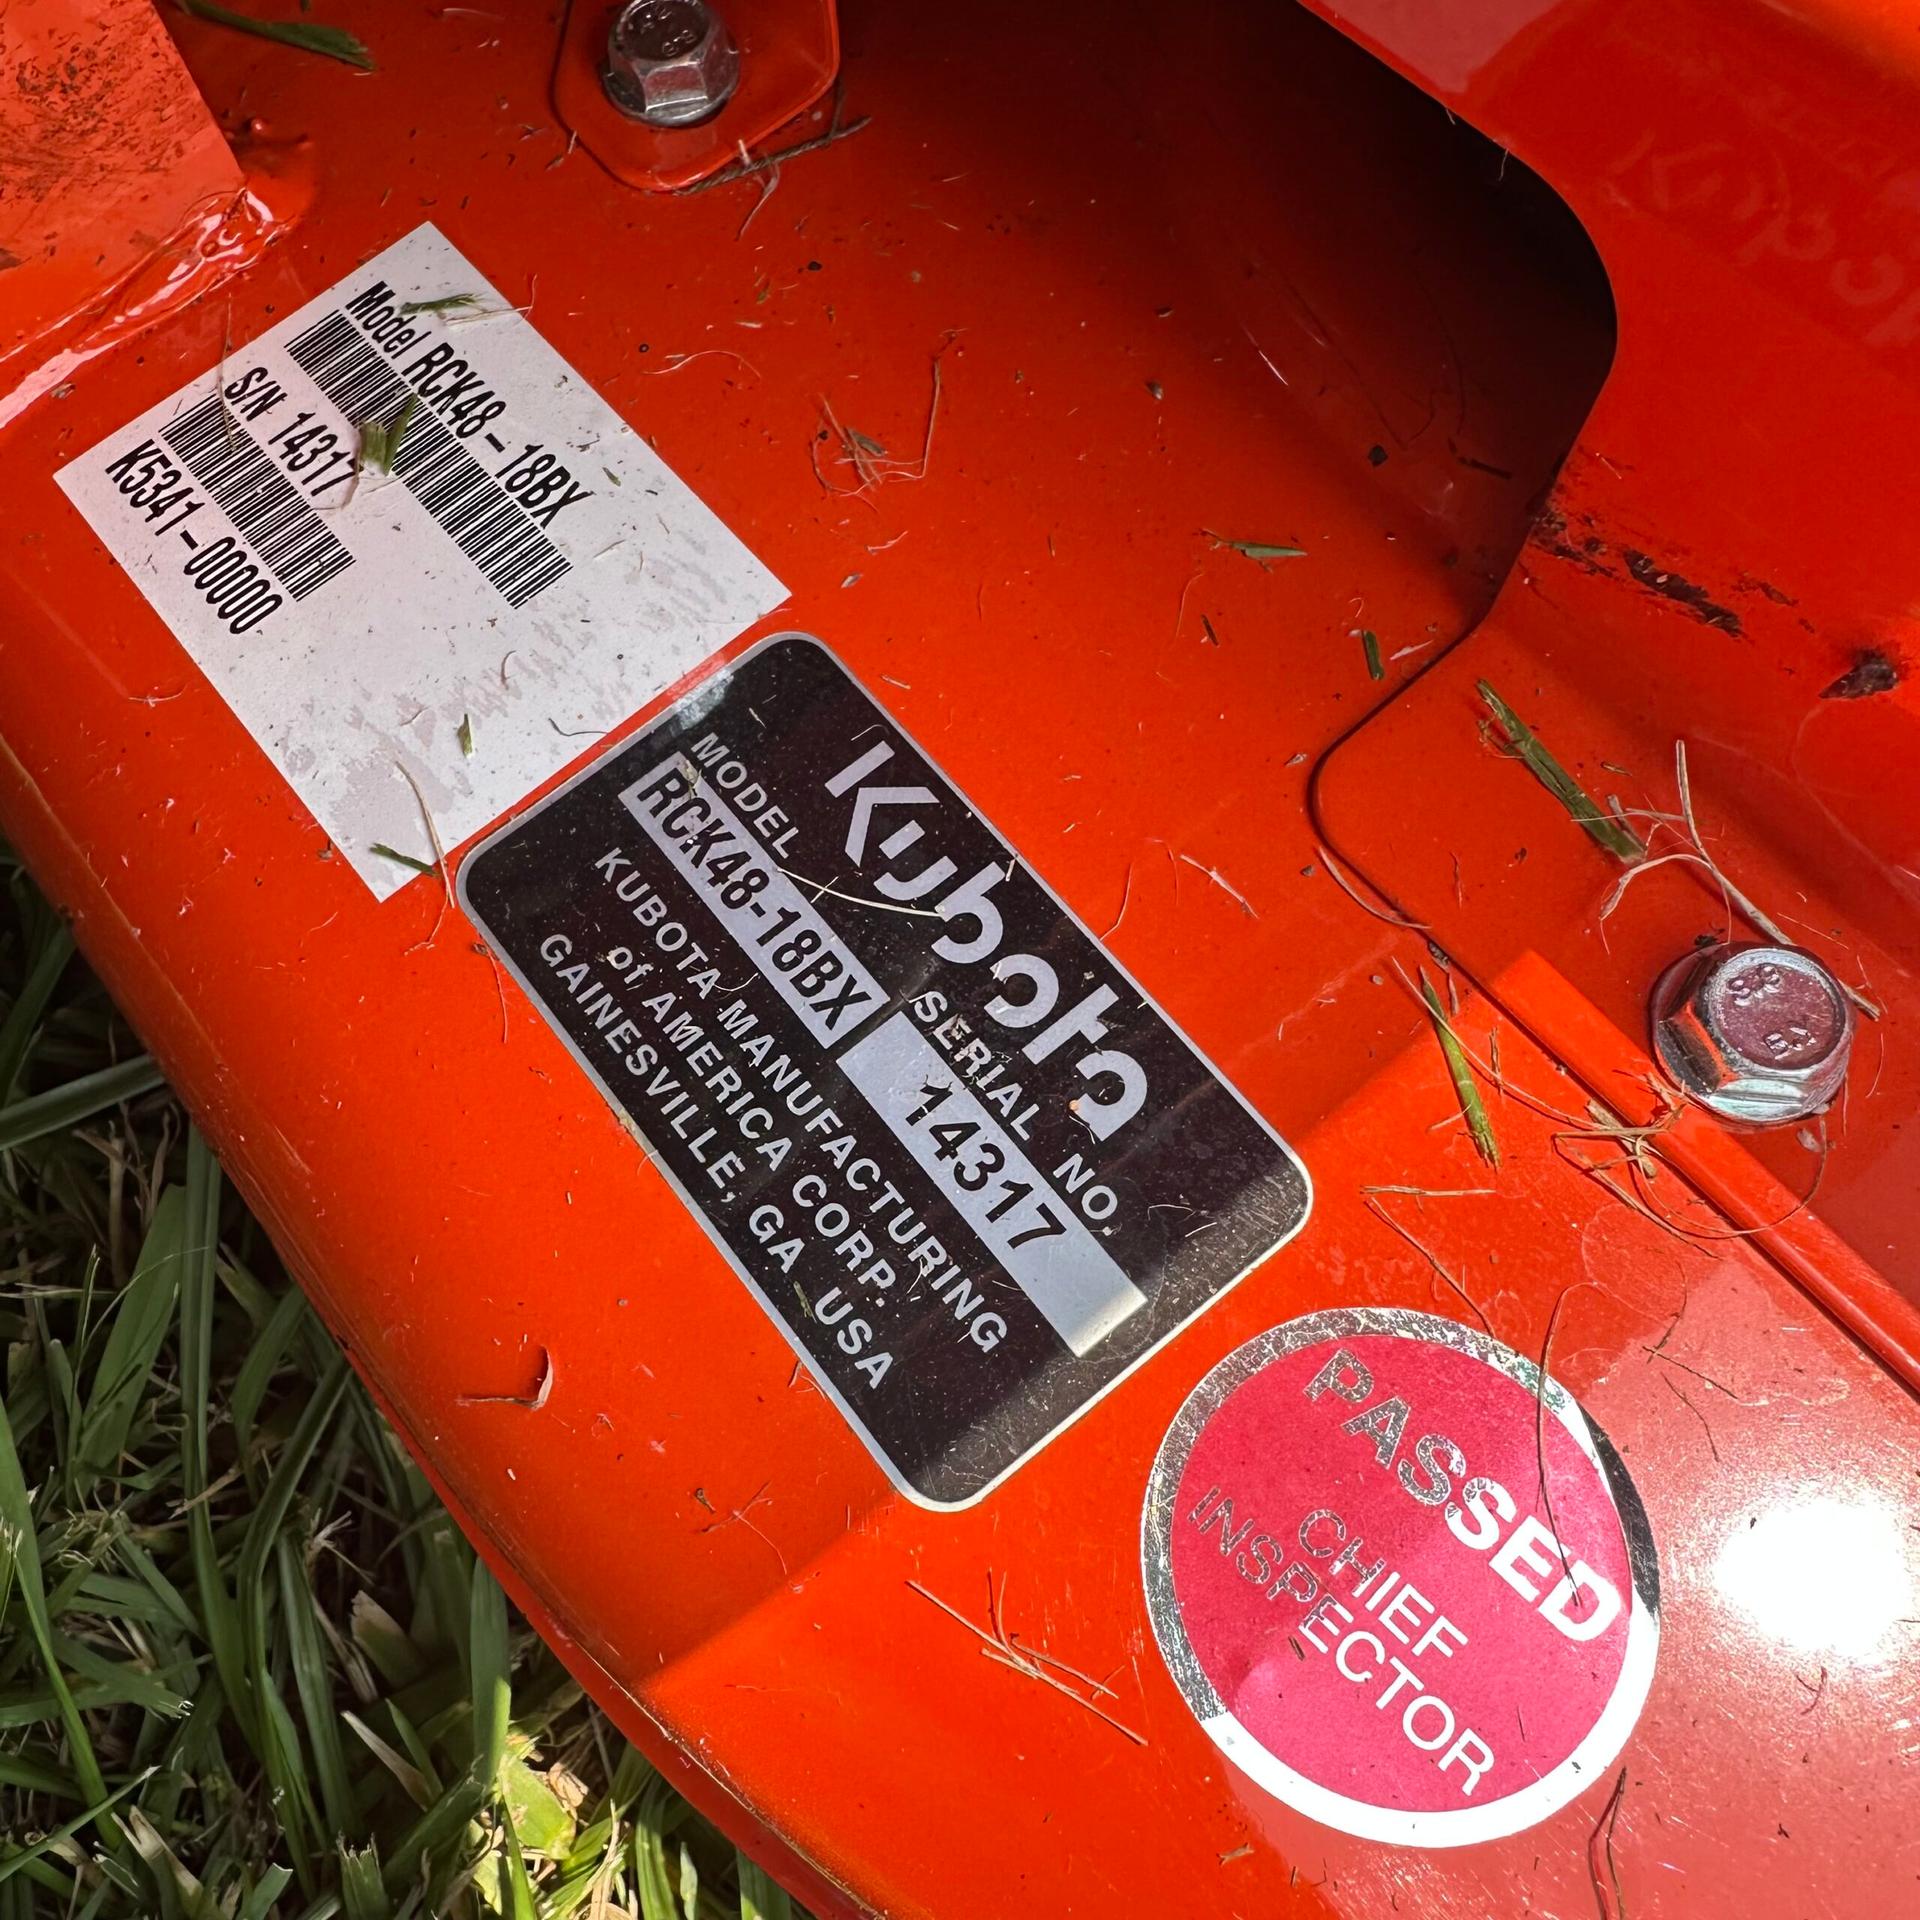 Model RCK48-18BX
S/N 14317
K5341-00000
Kubota
MODEL
SERIAL NO.
RCK48-18BX
14317
KUBOTA MANUFACTURING
of AMERICA CORP.
GAINESVILLE, GA USA
PASSED
CHIEF
INSPECTOR